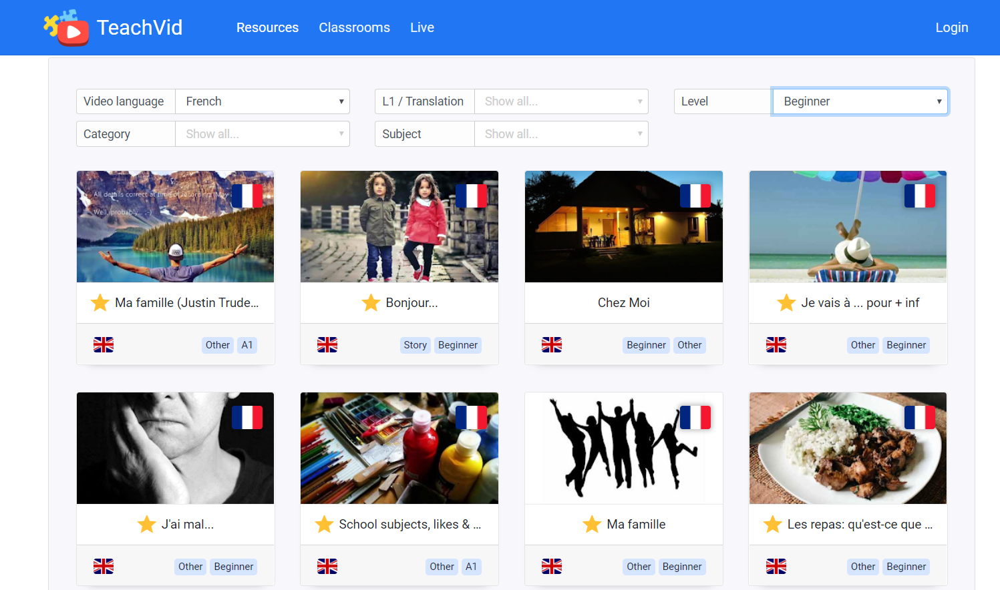 TeachVid
Resources Classrooms Live
Login
Video language French
L1 / Translation Show all...
Level Beginner
Category Show all...
Subject Show all...
All details correct at time of recording (May
Well, probably... ;-)
Ma famille (Justin Trude...
Other A1
Bonjour...
Story Beginner
Chez Moi
Beginner Other
Je vais à ... pour + inf
Other Beginner
J'ai mal...
Other Beginner
School subjects, likes & ...
Other A1
Ma famille
Other Beginner
Les repas: qu'est-ce que ...
Other Beginner